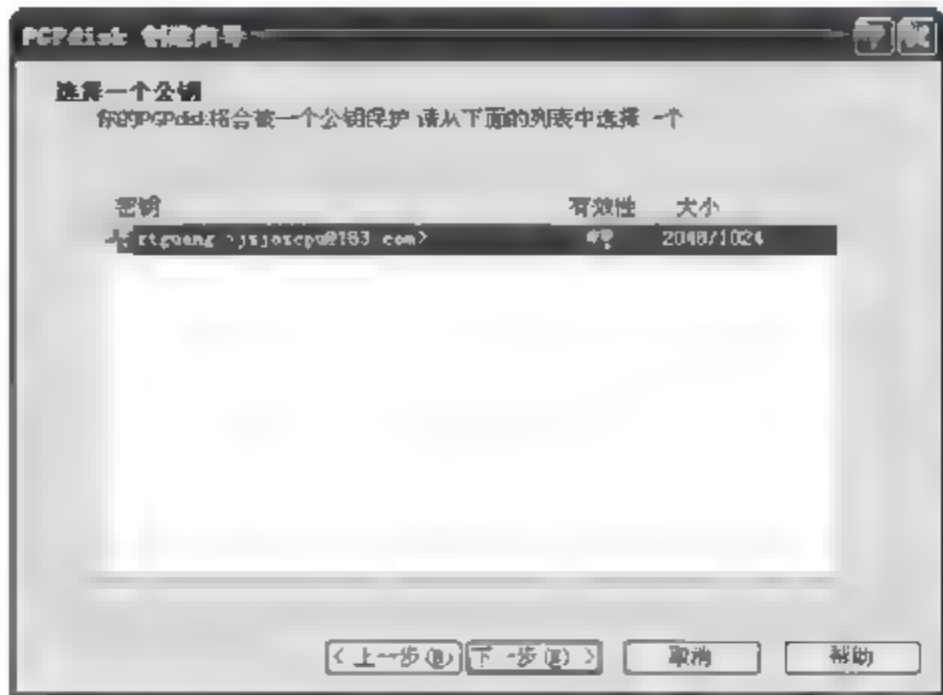 PGPdisk 创建向导
选择一个公钥
你的PGPdisk将会被一个公钥保护 请从下面的列表中选择一个
密钥 有效性 大小
2048/1024
< 上一步(B) 下一步(N) > 取消 帮助